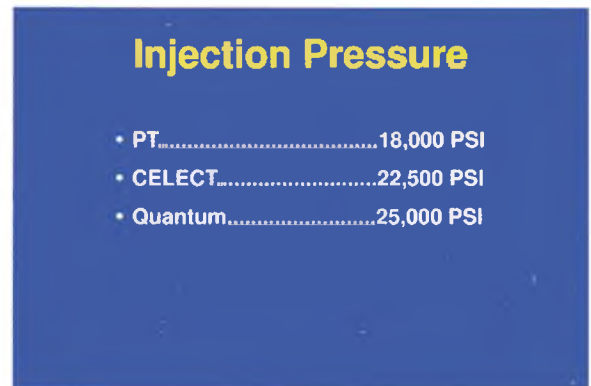 Injection Pressure
• PT....................................18,000 PSI
• CELECT..........................22,500 PSI
• Quantum........................25,000 PSI